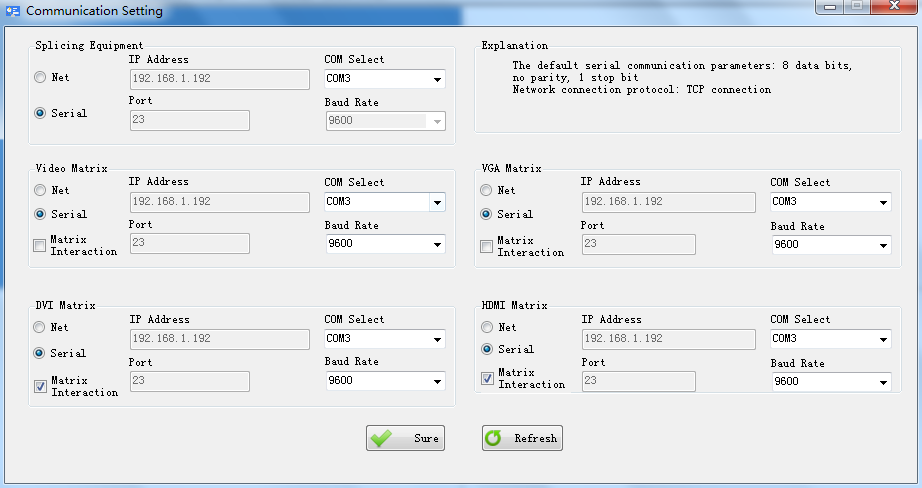 Communication Setting
Splicing Equipment
IP Address
COM Select
Net
192.168.1.192
COM3
Port
Baud Rate
Serial
23
9600
Explanation
The default serial communication parameters: 8 data bits,
no parity, 1 stop bit
Network connection protocol: TCP connection
Video Matrix
IP Address
COM Select
Net
192.168.1.192
COM3
Serial
Port
Baud Rate
Matrix
Interaction
23
9600
VGA Matrix
IP Address
COM Select
Net
192.168.1.192
COM3
Serial
Port
Baud Rate
Matrix
Interaction
23
9600
DVI Matrix
IP Address
COM Select
Net
192.168.1.192
COM3
Serial
Port
Baud Rate
Matrix
Interaction
23
9600
HDMI Matrix
IP Address
COM Select
Net
192.168.1.192
COM3
Serial
Port
Baud Rate
Matrix
Interaction
23
9600
Sure
Refresh